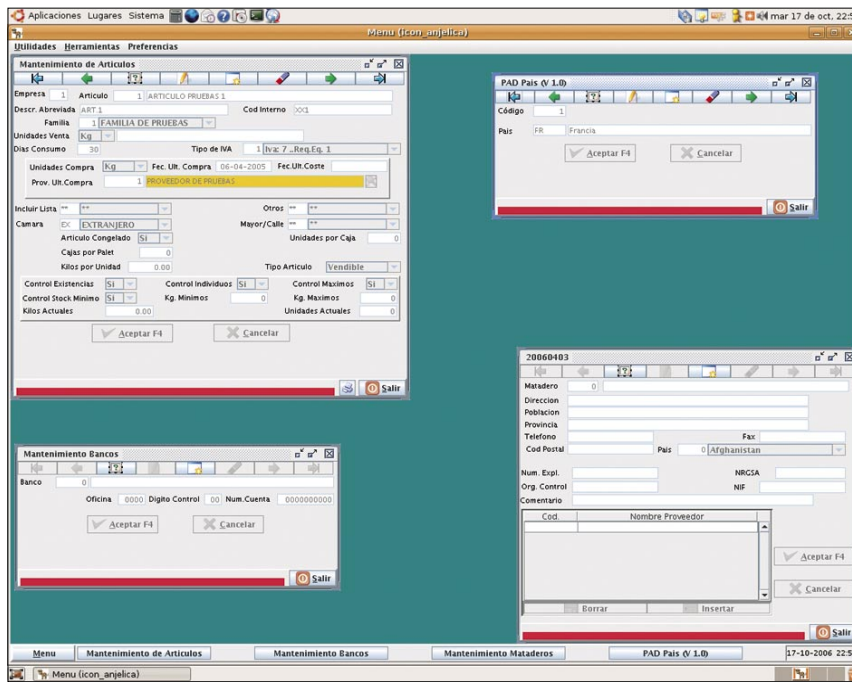 Aplicaciones Lugares Sistema
mar 17 de oct, 22:5
Menu (icon_anjelica)
Utilidades Herramientas Preferencias
Mantenimiento de Articulos
Empresa 1 Articulo 1 ARTICULO PRUEBAS 1
Descr. Abreviada ART.1 Cod Interno XX1
Familia 1 FAMILIA DE PRUEBAS
Unidades Venta Kg
Dias Consumo 30 Tipo de IVA 1 Iva: 7 ..Req.Eq. 1
Unidades Compra Kg Fec. Ult. Compra 06-04-2005 Fec.Ult.Coste
Prov. Ult.Compra 1 PROVEEDOR DE PRUEBAS
Incluir Lista ** ** Otros ** **
Camara EX EXTRANJERO Mayor/Calle ** **
Articulo Congelado Si Unidades por Caja 0
Cajas por Palet 0
Kilos por Unidad 0.00 Tipo Articulo Vendible
Control Existencias Si Control Individuos Si Control Maximos Si
Control Stock Minimo Si Kg. Minimos 0 Kg. Maximos 0
Kilos Actuales 0.00 Unidades Actuales 0
Aceptar F4 Cancelar
Salir
PAD Pais (V 1.0)
Código 1
Pais FR Francia
Aceptar F4 Cancelar
Salir
Mantenimiento Bancos
Banco 0
Oficina 0000 Digito Control 00 Num.Cuenta 0000000000
Aceptar F4 Cancelar
Salir
20060403
Matadero 0
Direccion
Poblacion
Provincia
Telefono Fax
Cod Postal Pais 0 Afghanistan
Num. Expl. NRGSA
Org. Control NIF
Comentario
Cod. Nombre Proveedor
Aceptar F4
Cancelar
Borrar Insertar
Salir
Menu Mantenimiento de Articulos Mantenimiento Bancos Mantenimiento Mataderos PAD Pais (V 1.0) 17-10-2006 22:5
Menu (icon_anjelica)